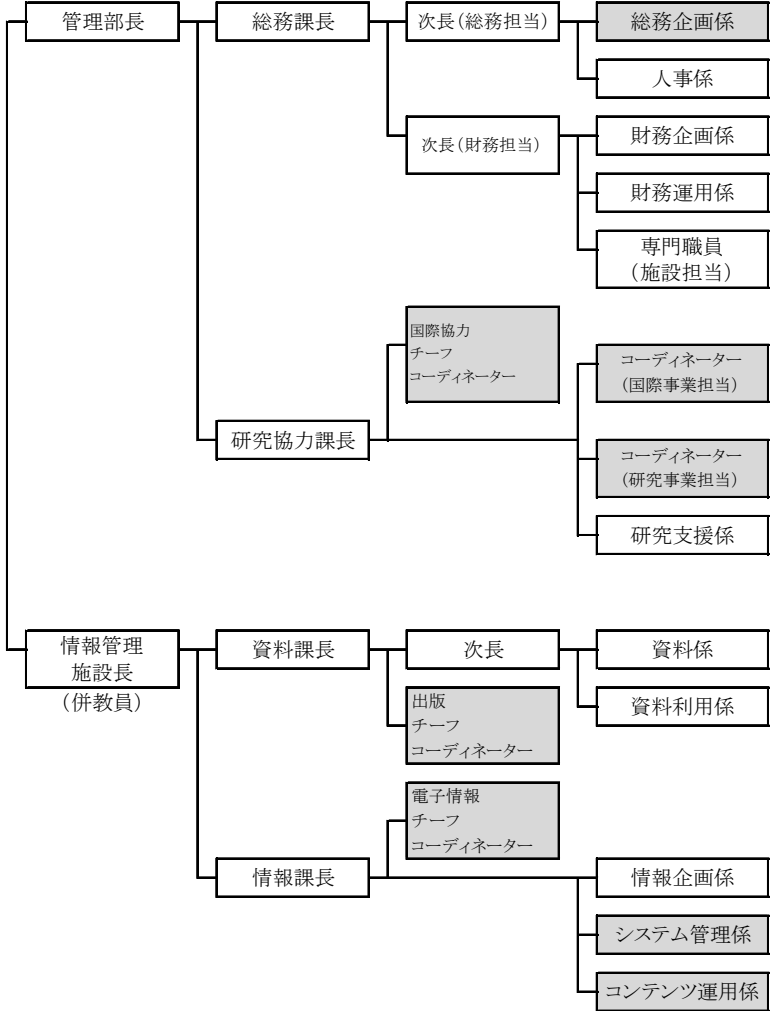 管理部長
総務課長
次長(総務担当)
総務企画係
人事係
次長(財務担当)
財務企画係
財務運用係
専門職員
(施設担当)
国際協力
チーフ
コーディネーター
コーディネーター
(国際事業担当)
研究協力課長
コーディネーター
(研究事業担当)
研究支援係
情報管理
施設長
(併教員)
資料課長
次長
資料係
資料利用係
出版
チーフ
コーディネーター
電子情報
チーフ
コーディネーター
情報課長
情報企画係
システム管理係
コンテンツ運用係